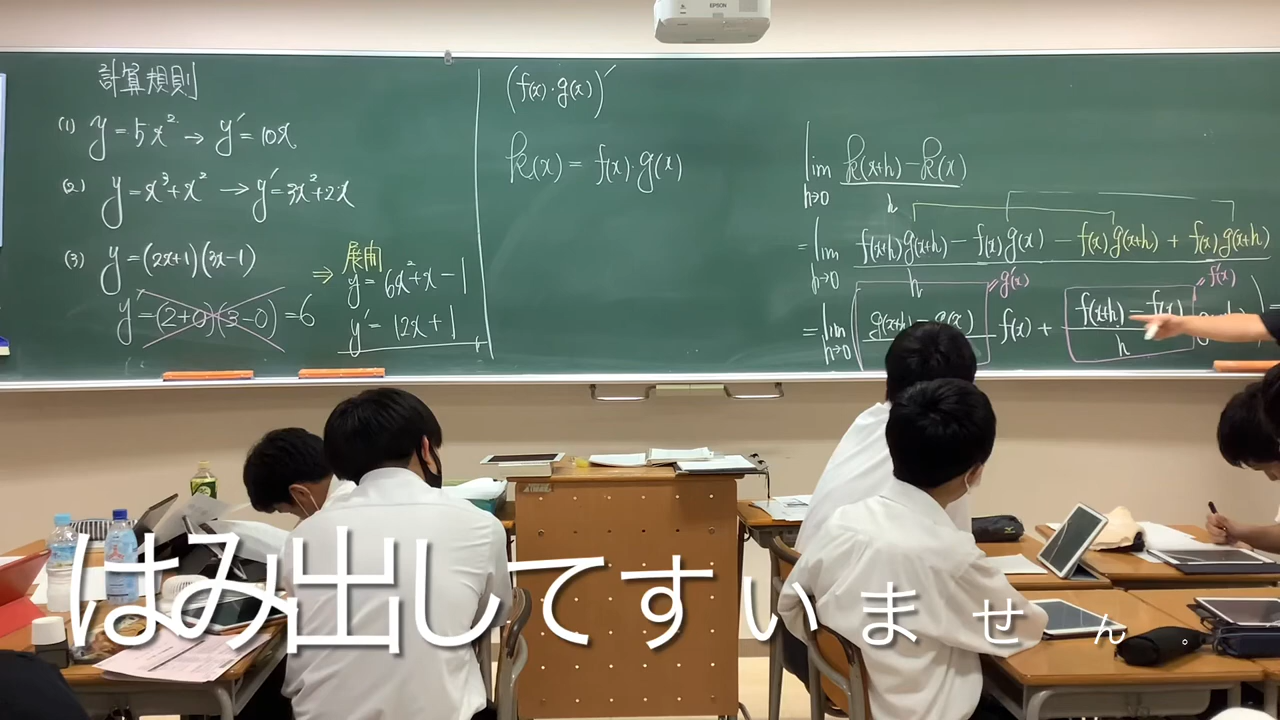 EPSON
計算規則
(1) y=5x² → y'=10x
(2) y=x³+x² → y'=3x²+2x
(3) y=(2x+1)(3x-1)
y'=(2+0)(3-0)=6
⇒ 展開
y=6x²+x-1
y'=12x+1
(f(x)·g(x))'
k(x)=f(x)·g(x)
lim h→0 k(x+h)-k(x) / h
=lim h→0 f(x+h)g(x+h)-f(x)g(x)-f(x)g(x+h)+f(x)g(x+h) / h
=g'(x)
=f'(x)
=lim h→0 g(x+h)-g(x) f(x)+ f(x+h)-f(x) / h
はみ出してすいません。